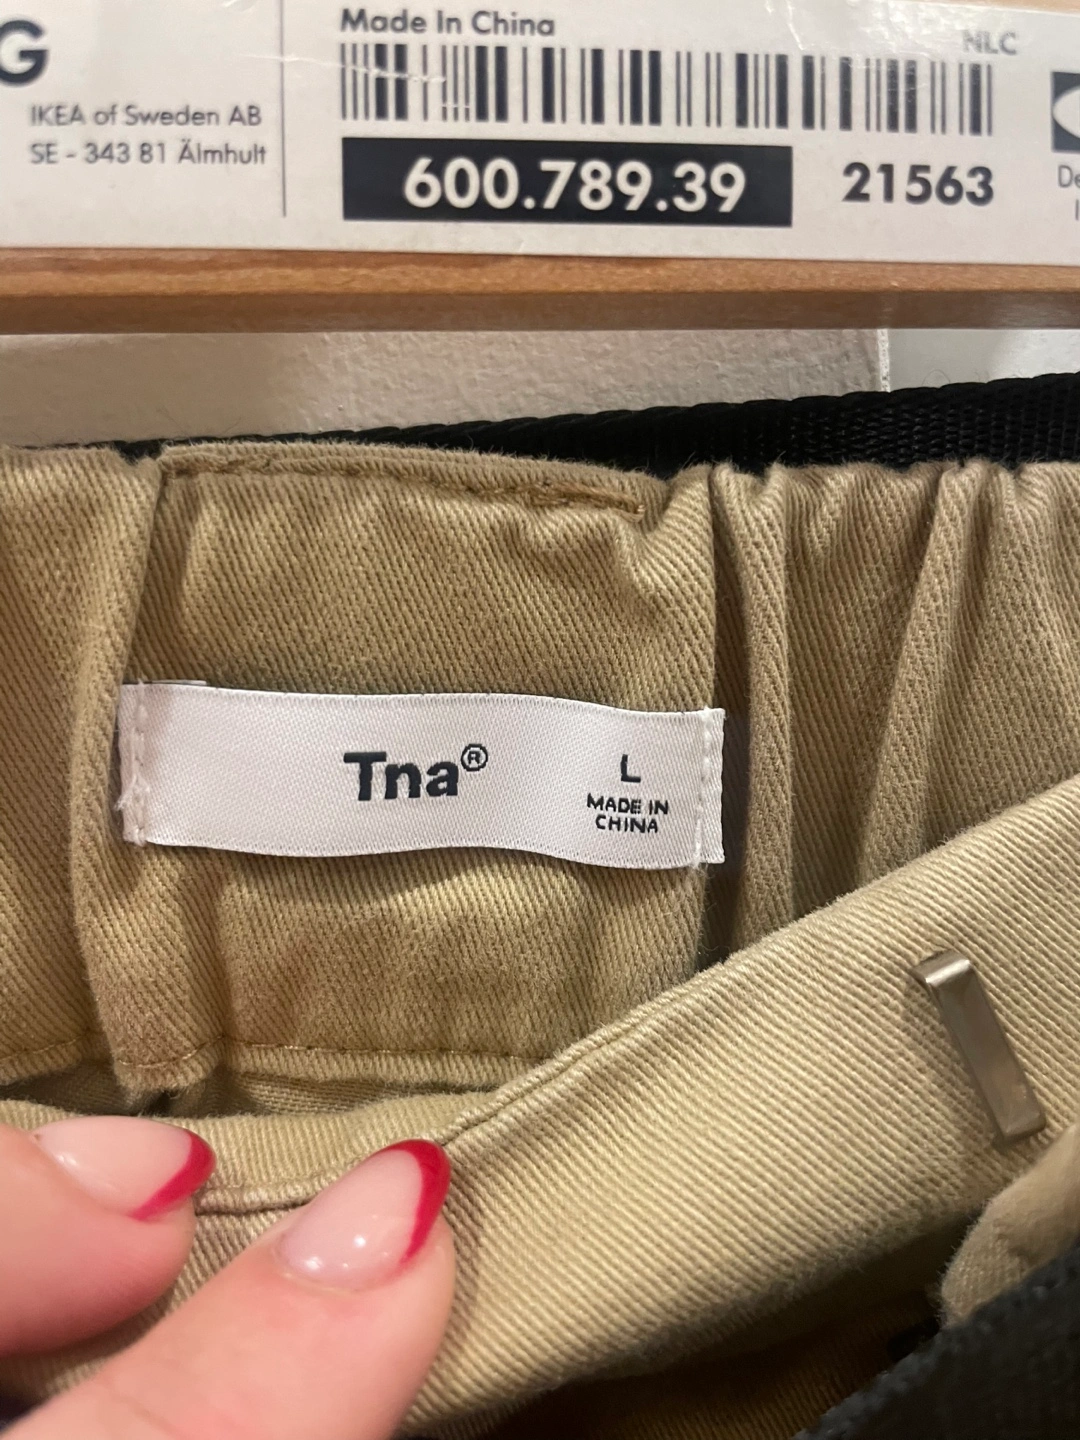 G
IKEA of Sweden AB
SE - 343 81 Älmhult
Made In China
NLC
600.789.39
21563
De
Tna®
L
MADE IN
CHINA